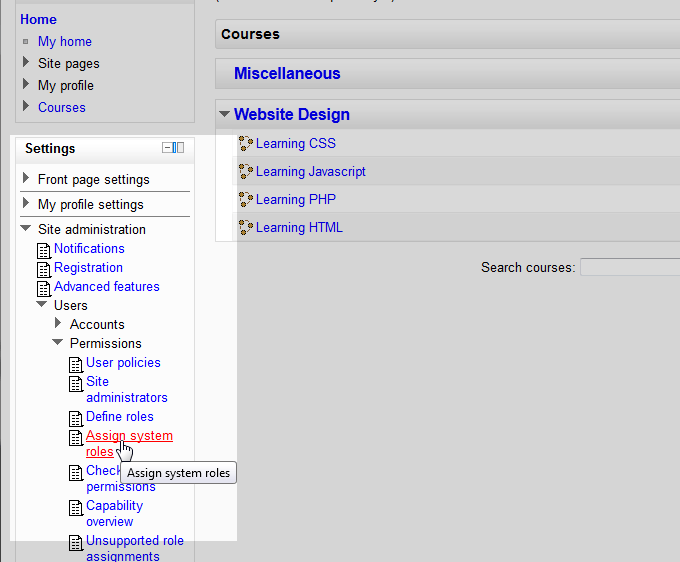 Home
My home
Site pages
My profile
Courses
Settings
Front page settings
My profile settings
Site administration
Notifications
Registration
Advanced features
Users
Accounts
Permissions
User policies
Site
administrators
Define roles
Assign system
roles
Assign system roles
Check
permissions
Capability
overview
Unsupported role
assignments
Courses
Miscellaneous
Website Design
Learning CSS
Learning Javascript
Learning PHP
Learning HTML
Search courses: